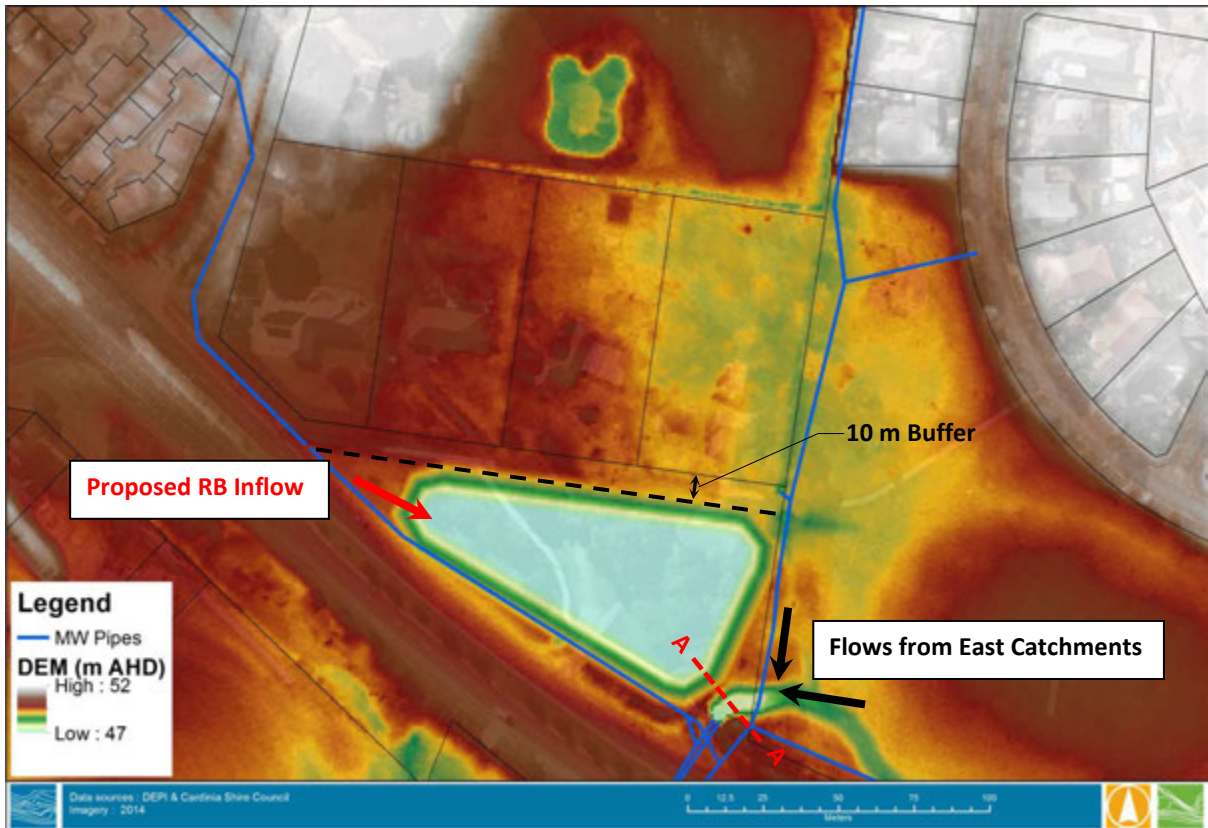 10 m Buffer
Proposed RB Inflow
A
A
Flows from East Catchments
Legend
MW Pipes
DEM (m AHD)
High : 52
Low : 47
Data sources : DEPI & Cardinia Shire Council
Imagery : 2014
0 12.5 25 50 75 100
Meters